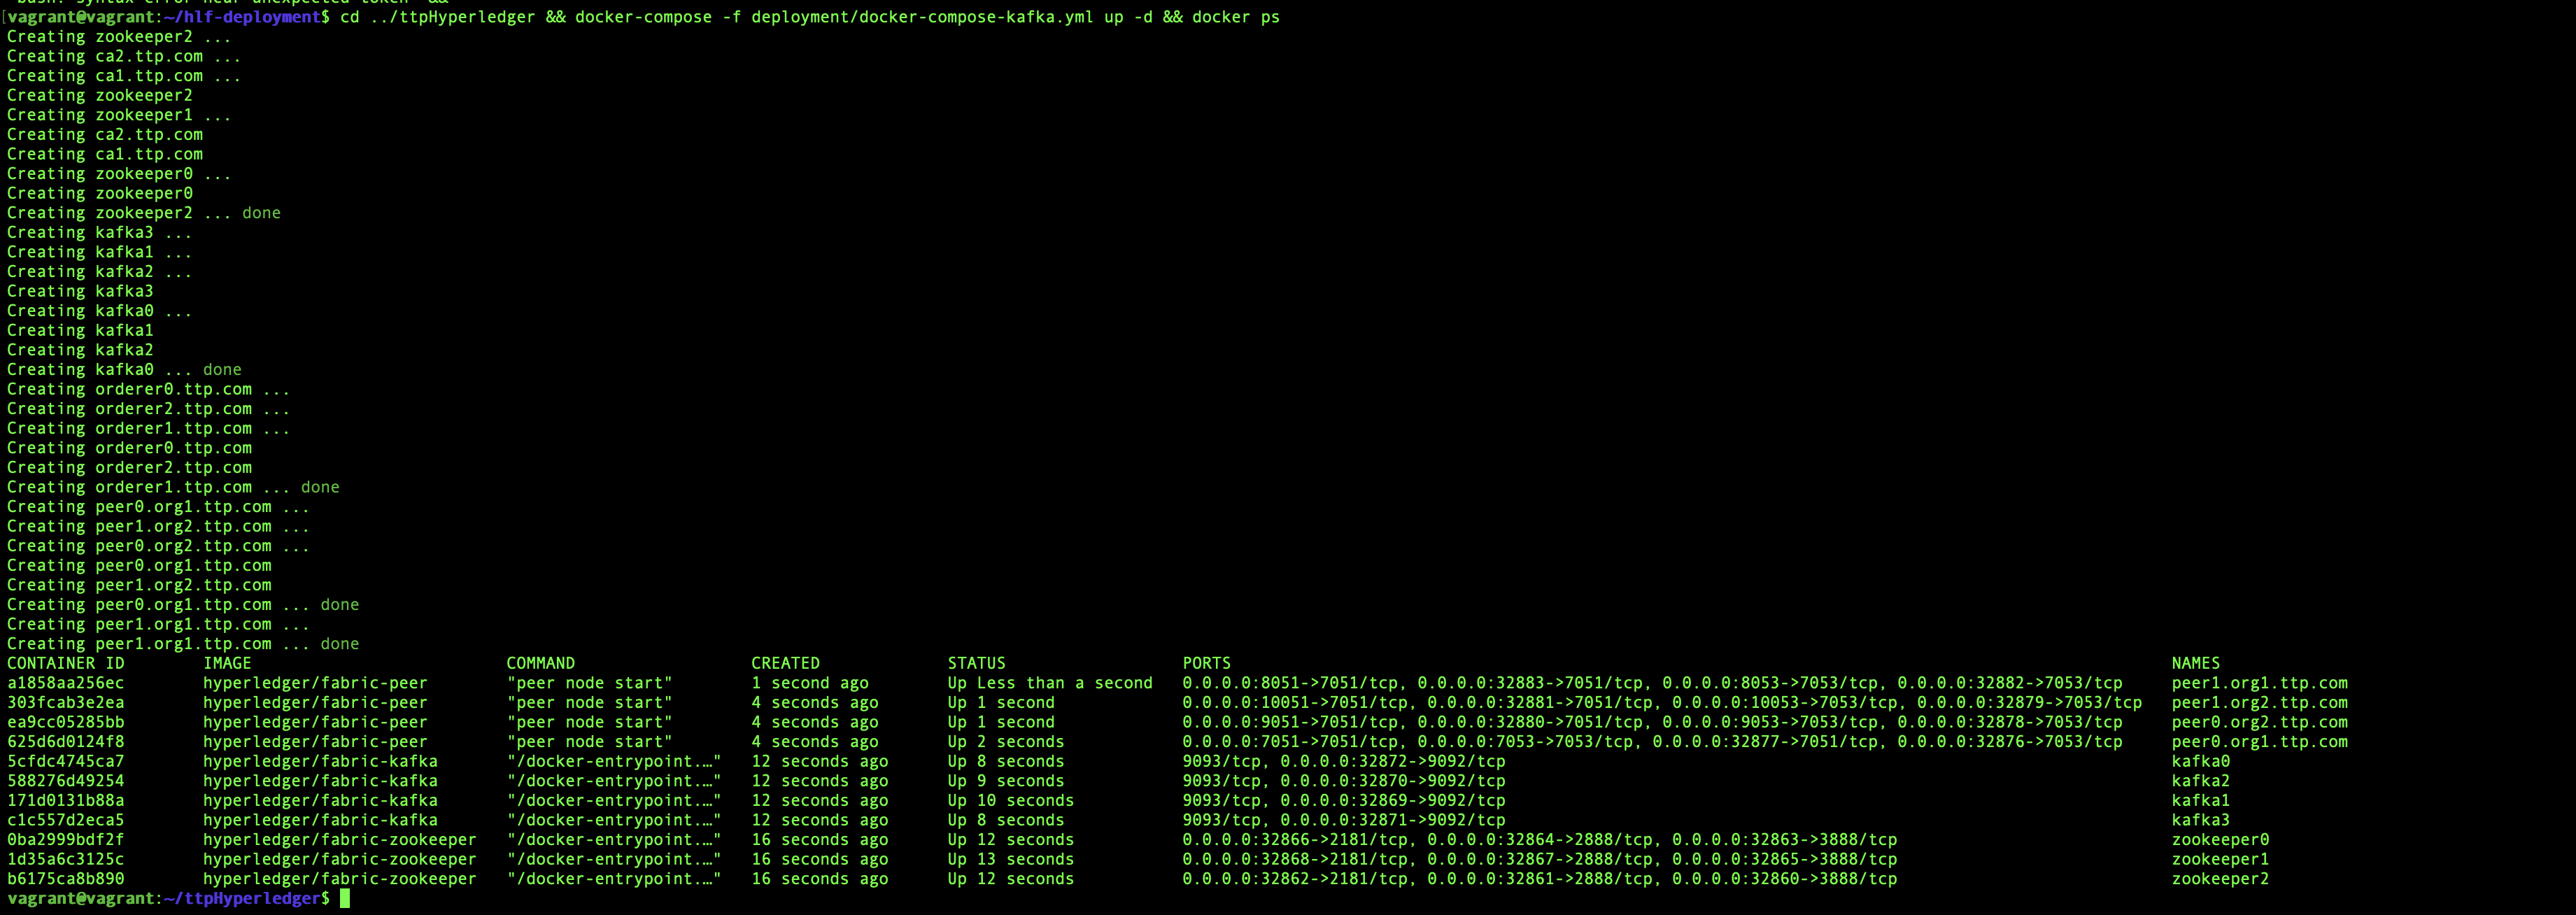 bash: syntax error near unexpected token `&&'
vagrant@vagrant:~/hlf-deployment$ cd ../ttpHyperledger && docker-compose -f deployment/docker-compose-kafka.yml up -d && docker ps
Creating zookeeper2 ...
Creating ca2.ttp.com ...
Creating ca1.ttp.com ...
Creating zookeeper2
Creating zookeeper1 ...
Creating ca2.ttp.com
Creating ca1.ttp.com
Creating zookeeper0 ...
Creating zookeeper0
Creating zookeeper2 ... done
Creating kafka3 ...
Creating kafka1 ...
Creating kafka2 ...
Creating kafka3
Creating kafka0 ...
Creating kafka1
Creating kafka2
Creating kafka0 ... done
Creating orderer0.ttp.com ...
Creating orderer2.ttp.com ...
Creating orderer1.ttp.com ...
Creating orderer0.ttp.com
Creating orderer2.ttp.com
Creating orderer1.ttp.com ... done
Creating peer0.org1.ttp.com ...
Creating peer1.org2.ttp.com ...
Creating peer0.org2.ttp.com ...
Creating peer0.org1.ttp.com
Creating peer1.org2.ttp.com
Creating peer0.org1.ttp.com ... done
Creating peer1.org1.ttp.com ...
Creating peer1.org1.ttp.com ... done
CONTAINER ID IMAGE COMMAND CREATED STATUS PORTS NAMES
a1858aa256ec hyperledger/fabric-peer "peer node start" 1 second ago Up Less than a second 0.0.0.0:8051->7051/tcp, 0.0.0.0:32883->7051/tcp, 0.0.0.0:8053->7053/tcp, 0.0.0.0:32882->7053/tcp peer1.org1.ttp.com
303fcab3e2ea hyperledger/fabric-peer "peer node start" 4 seconds ago Up 1 second 0.0.0.0:10051->7051/tcp, 0.0.0.0:32881->7051/tcp, 0.0.0.0:10053->7053/tcp, 0.0.0.0:32879->7053/tcp peer1.org2.ttp.com
ea9cc05285bb hyperledger/fabric-peer "peer node start" 4 seconds ago Up 1 second 0.0.0.0:9051->7051/tcp, 0.0.0.0:32880->7051/tcp, 0.0.0.0:9053->7053/tcp, 0.0.0.0:32878->7053/tcp peer0.org2.ttp.com
625d6d0124f8 hyperledger/fabric-peer "peer node start" 4 seconds ago Up 2 seconds 0.0.0.0:7051->7051/tcp, 0.0.0.0:7053->7053/tcp, 0.0.0.0:32877->7051/tcp, 0.0.0.0:32876->7053/tcp peer0.org1.ttp.com
5cfdc4745ca7 hyperledger/fabric-kafka "/docker-entrypoint.…" 12 seconds ago Up 8 seconds 9093/tcp, 0.0.0.0:32872->9092/tcp kafka0
588276d49254 hyperledger/fabric-kafka "/docker-entrypoint.…" 12 seconds ago Up 9 seconds 9093/tcp, 0.0.0.0:32870->9092/tcp kafka2
171d0131b88a hyperledger/fabric-kafka "/docker-entrypoint.…" 12 seconds ago Up 10 seconds 9093/tcp, 0.0.0.0:32869->9092/tcp kafka1
c1c557d2eca5 hyperledger/fabric-kafka "/docker-entrypoint.…" 12 seconds ago Up 8 seconds 9093/tcp, 0.0.0.0:32871->9092/tcp kafka3
0ba2999bdf2f hyperledger/fabric-zookeeper "/docker-entrypoint.…" 16 seconds ago Up 12 seconds 0.0.0.0:32866->2181/tcp, 0.0.0.0:32864->2888/tcp, 0.0.0.0:32863->3888/tcp zookeeper0
1d35a6c3125c hyperledger/fabric-zookeeper "/docker-entrypoint.…" 16 seconds ago Up 13 seconds 0.0.0.0:32868->2181/tcp, 0.0.0.0:32867->2888/tcp, 0.0.0.0:32865->3888/tcp zookeeper1
b6175ca8b890 hyperledger/fabric-zookeeper "/docker-entrypoint.…" 16 seconds ago Up 12 seconds 0.0.0.0:32862->2181/tcp, 0.0.0.0:32861->2888/tcp, 0.0.0.0:32860->3888/tcp zookeeper2
vagrant@vagrant:~/ttpHyperledger$